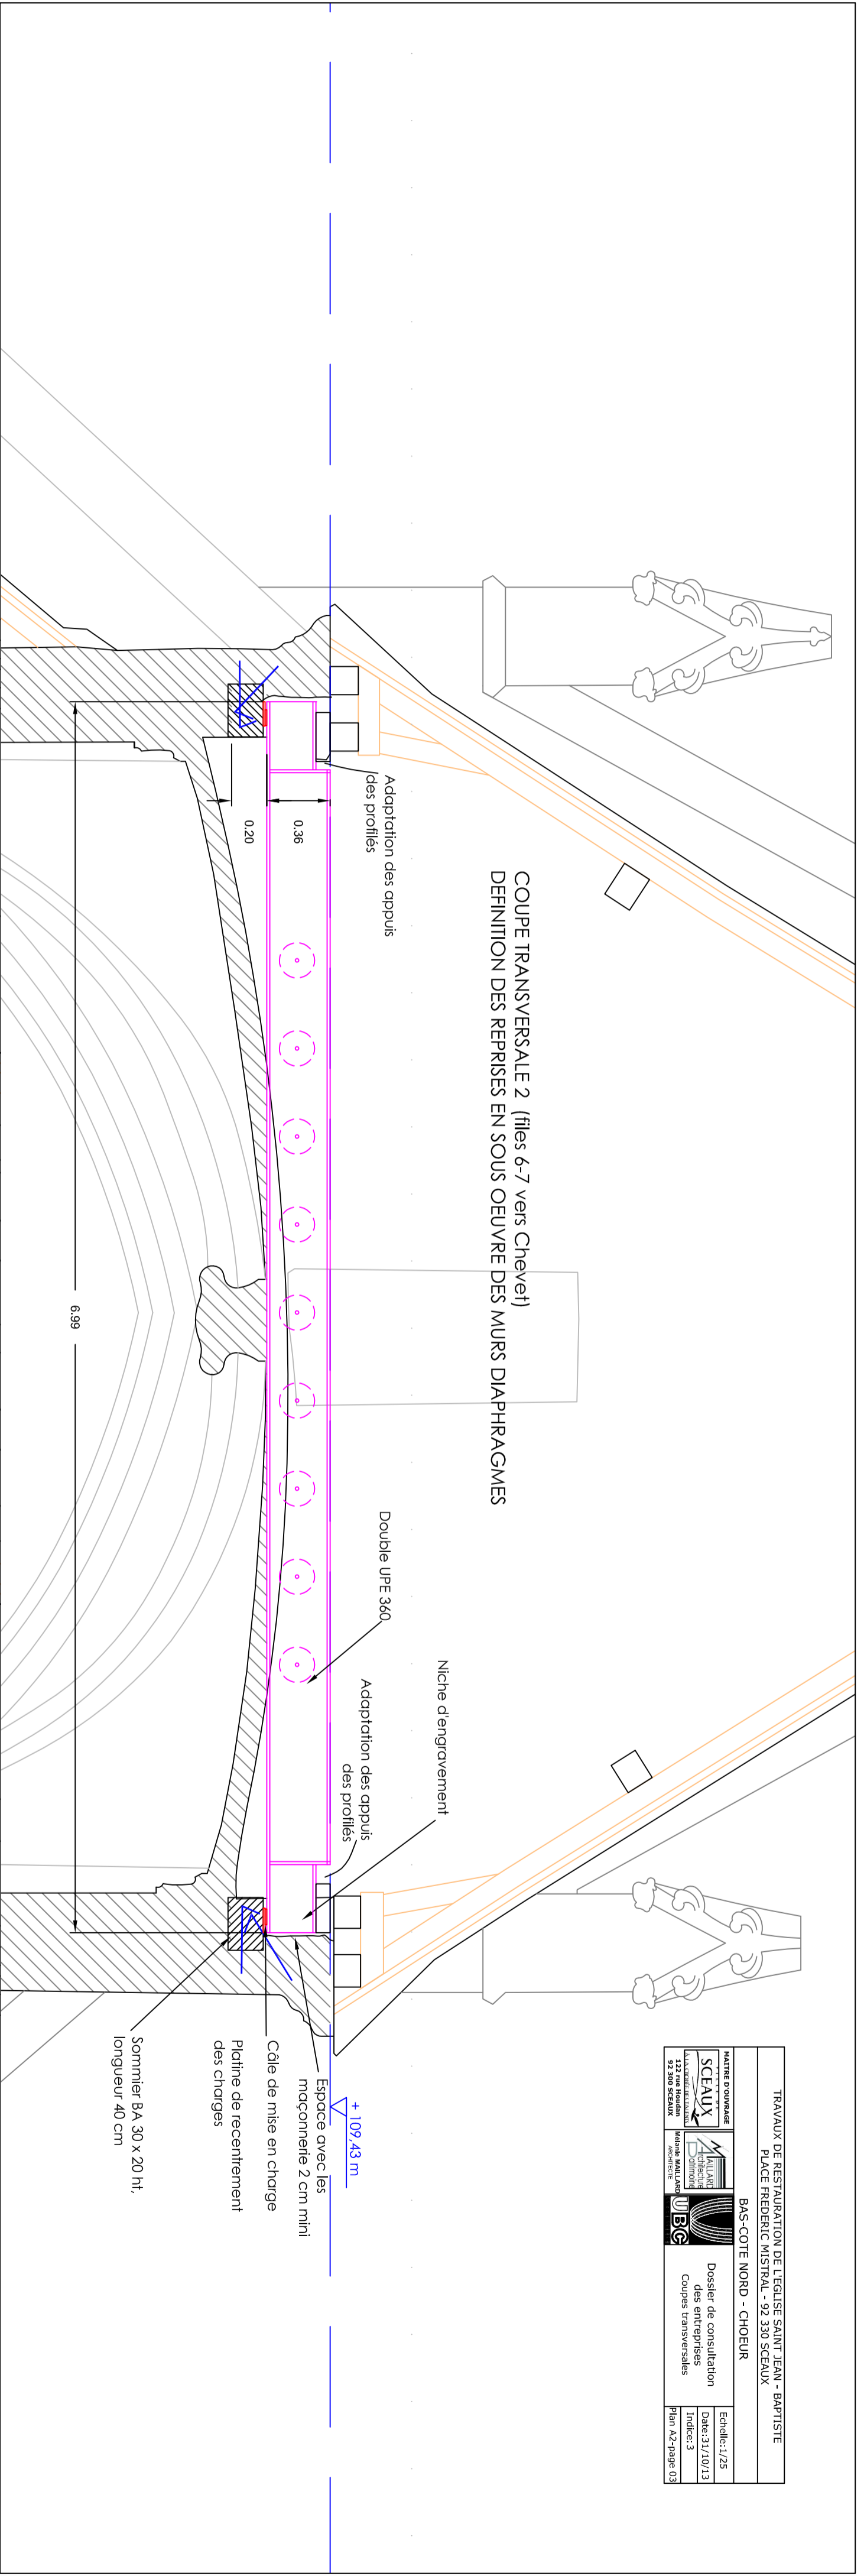 COUPE TRANSVERSALE 2 (files 6-7 vers Chevet)
DEFINITION DES REPRISES EN SOUS OEUVRE DES MURS DIAPHRAGMES
Adaptation des appuis
des profilés
0.36
0.20
6.99
Double UPE 360
Niche d'engravement
Adaptation des appuis
des profilés
+ 109,43 m
Espace avec les
maçonnerie 2 cm mini
Câle de mise en charge
Platine de recentrement
des charges
Sommier BA 30 x 20 ht,
longueur 40 cm
TRAVAUX DE RESTAURATION DE L'EGLISE SAINT JEAN - BAPTISTE
PLACE FREDERIC MISTRAL - 92 330 SCEAUX
BAS-COTE NORD - CHOEUR
MAITRE D'OUVRAGE
SCEAUX
122 rue Houdan
92 300 SCEAUX
MAILLARD
Architecture
Patrimoine
Mélanie MAILLARD
ARCHITECTE
UBC
Dossier de consultation
des entreprises
Coupes transversales
Echelle:1/25
Date:31/10/13
Indice:3
Plan A2-page 03